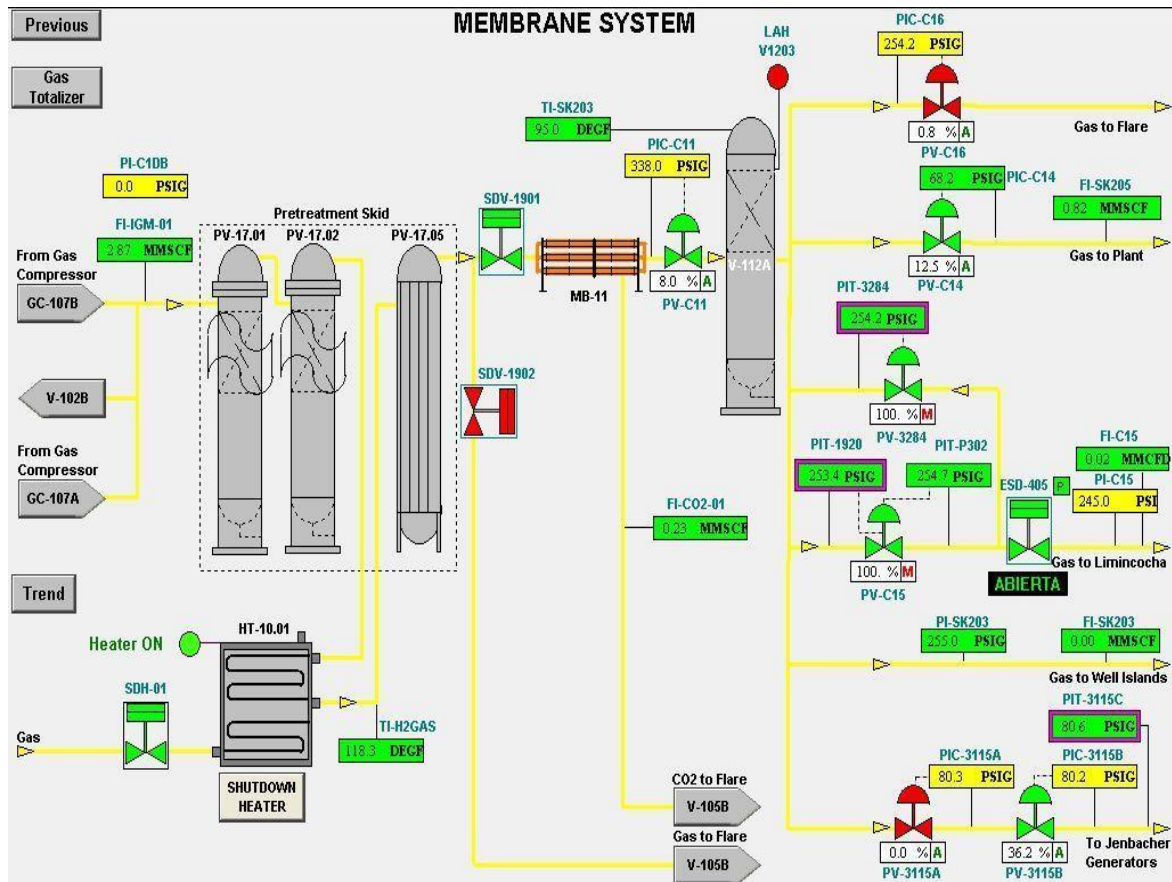 MEMBRANE SYSTEM
Previous
Gas
Totalizer
PI-C1DB
0.0 PSIG
FI-IGM-01
2.87 MMSCF
From Gas
Compressor
GC-107B
V-102B
From Gas
Compressor
GC-107A
Trend
Pretreatment Skid
PV-17.01
PV-17.02
PV-17.05
SDV-1901
SDV-1902
MB-11
TI-SK203
95.0 DEGF
PIC-C11
338.0 PSIG
8.0 % A
PV-C11
LAH
V1203
V-112A
FI-CO2-01
0.23 MMSCF
Heater ON
HT-10.01
SDH-01
Gas
TI-H2GAS
118.3 DEGF
SHUTDOWN
HEATER
CO2 to Flare
V-105B
Gas to Flare
V-105B
PIC-C16
254.2 PSIG
0.8 % A
PV-C16
Gas to Flare
68.2 PSIG
PIC-C14
12.5 % A
PV-C14
FI-SK205
0.82 MMSCF
Gas to Plant
PIT-3284
254.2 PSIG
100. % M
PV-3284
PIT-1920
253.4 PSIG
PIT-P302
254.7 PSIG
100. % M
PV-C15
ESD-405
P
ABIERTA
FI-C15
0.02 MMCFD
PI-C15
245.0 PSI
Gas to Limincocha
PI-SK203
255.0 PSIG
FI-SK203
0.00 MMSCF
Gas to Well Islands
PIT-3115C
80.6 PSIG
PIC-3115A
80.3 PSIG
PIC-3115B
80.2 PSIG
0.0 % A
PV-3115A
36.2 % A
PV-3115B
To Jenbacher
Generators